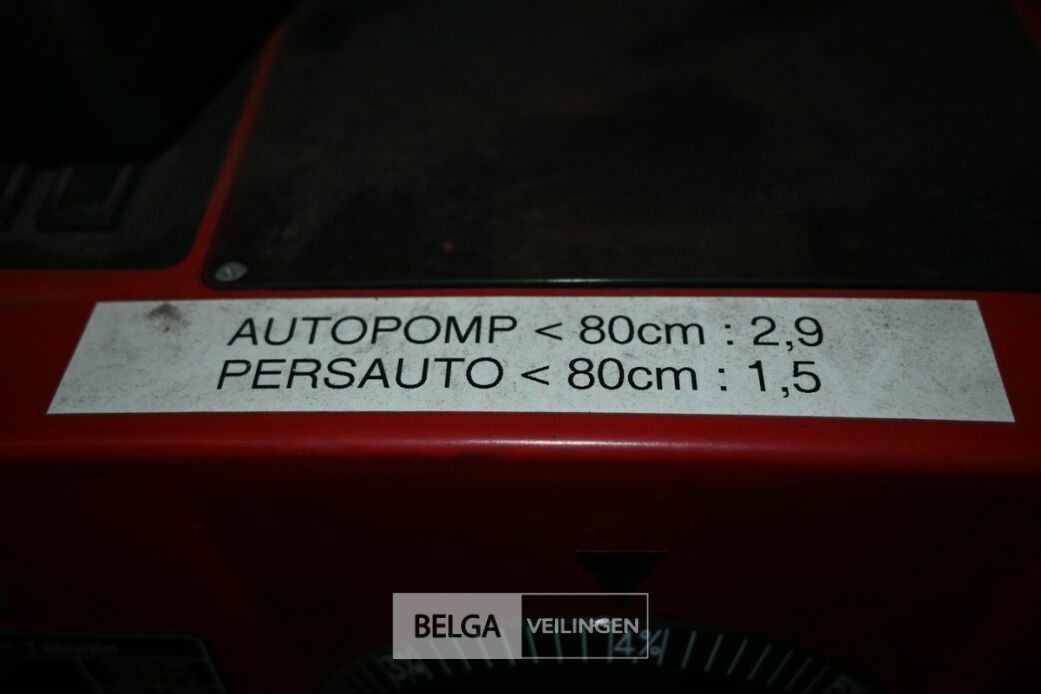 AUTOPOMP < 80cm : 2,9
PERSAUTO < 80cm : 1,5
BELGA VEILINGEN